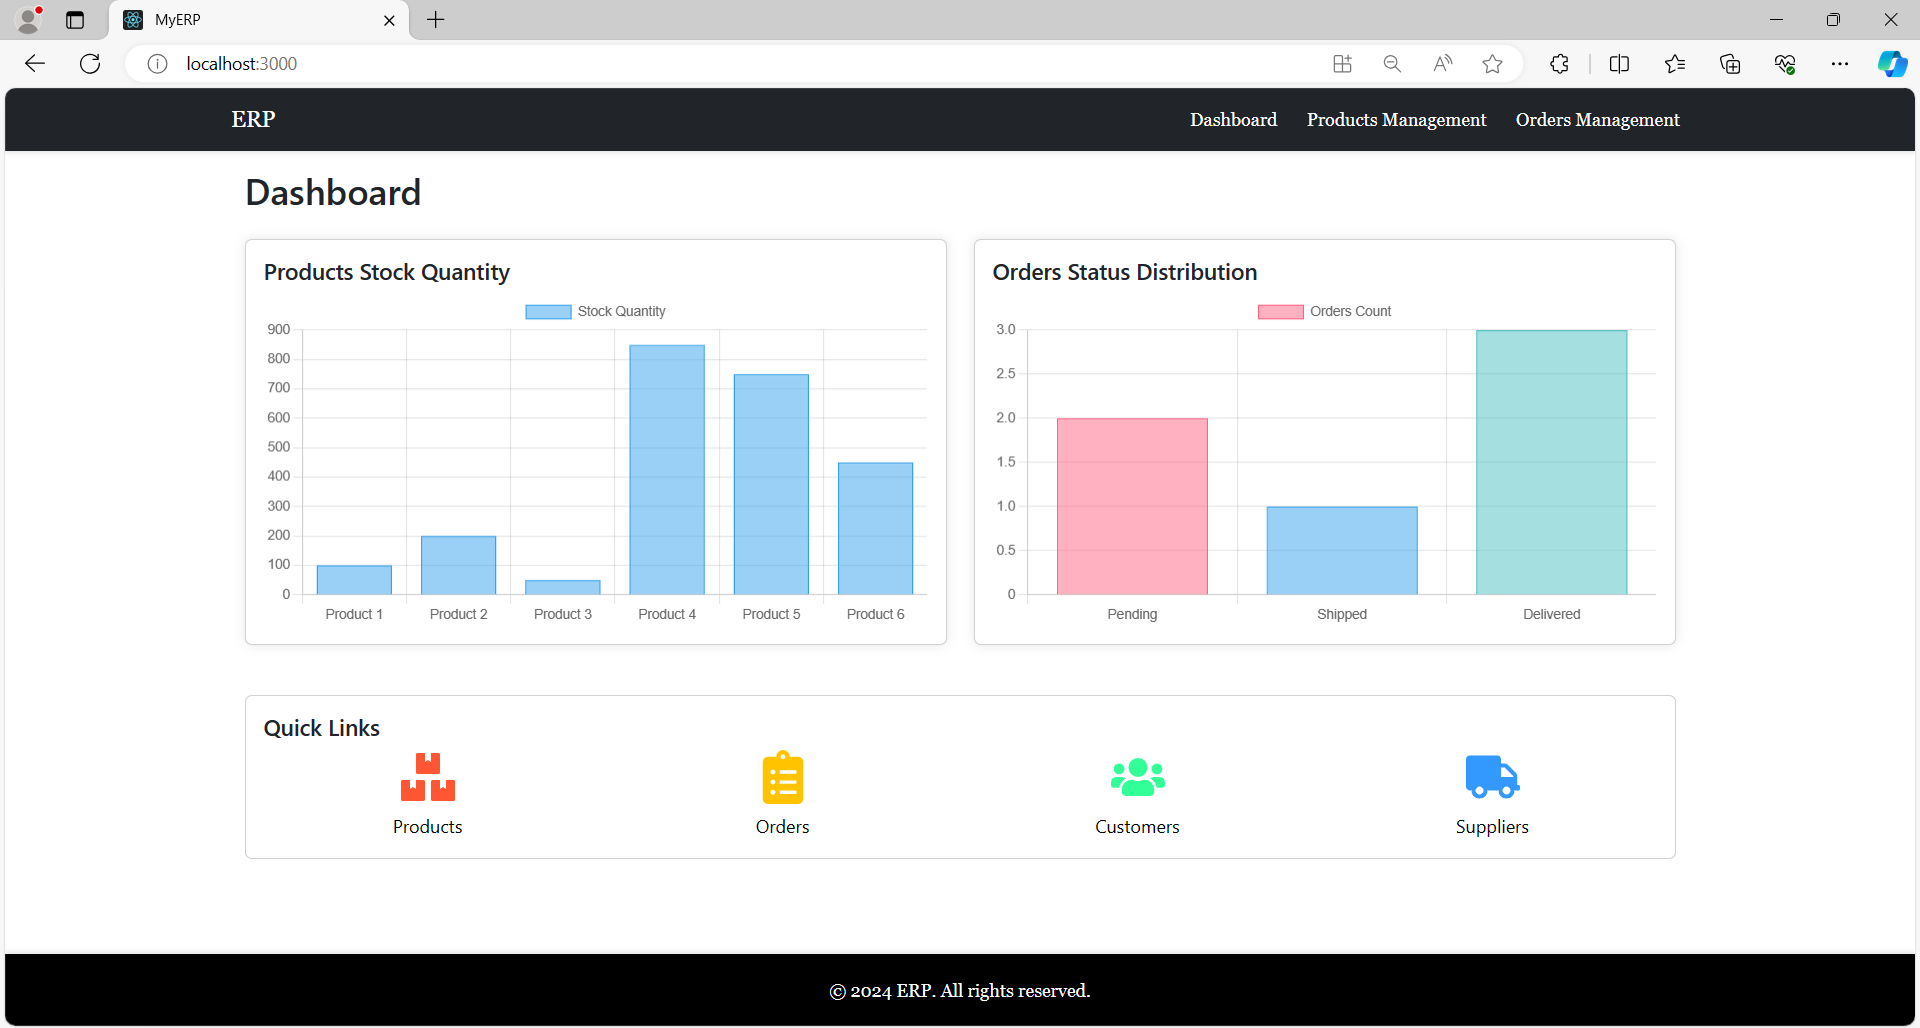 MyERP
localhost:3000
ERP
Dashboard Products Management Orders Management
Dashboard
Products Stock Quantity
Stock Quantity
900
800
700
600
500
400
300
200
100
0
Product 1 Product 2 Product 3 Product 4 Product 5 Product 6
Orders Status Distribution
Orders Count
3.0
2.5
2.0
1.5
1.0
0.5
0
Pending Shipped Delivered
Quick Links
Products Orders Customers Suppliers
© 2024 ERP. All rights reserved.